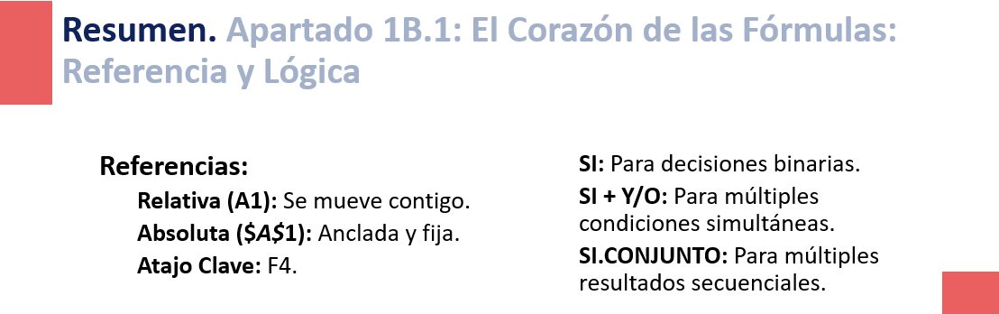 Resumen. Apartado 1B.1: El Corazón de las Fórmulas:
Referencia y Lógica
Referencias:
Relativa (A1): Se mueve contigo.
Absoluta ($A$1): Anclada y fija.
Atajo Clave: F4.
SI: Para decisiones binarias.
SI + Y/O: Para múltiples
condiciones simultáneas.
SI.CONJUNTO: Para múltiples
resultados secuenciales.